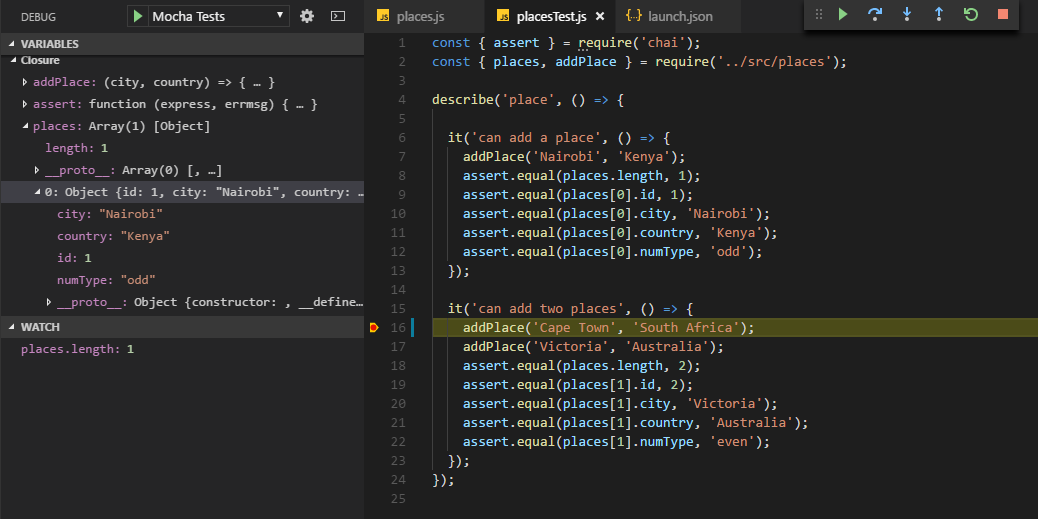 DEBUG Mocha Tests
VARIABLES
Closure
addPlace: (city, country) => { … }
assert: function (express, errmsg) { … }
places: Array(1) [Object]
length: 1
__proto__: Array(0) [, …]
0: Object {id: 1, city: "Nairobi", country: …
city: "Nairobi"
country: "Kenya"
id: 1
numType: "odd"
__proto__: Object {constructor: , __define…
WATCH
places.length: 1
JS places.js JS placesTest.js × {·} launch.json
1 const { assert } = require('chai');
2 const { places, addPlace } = require('../src/places');
3
4 describe('place', () => {
5
6 it('can add a place', () => {
7 addPlace('Nairobi', 'Kenya');
8 assert.equal(places.length, 1);
9 assert.equal(places[0].id, 1);
10 assert.equal(places[0].city, 'Nairobi');
11 assert.equal(places[0].country, 'Kenya');
12 assert.equal(places[0].numType, 'odd');
13 });
14
15 it('can add two places', () => {
16 addPlace('Cape Town', 'South Africa');
17 addPlace('Victoria', 'Australia');
18 assert.equal(places.length, 2);
19 assert.equal(places[1].id, 2);
20 assert.equal(places[1].city, 'Victoria');
21 assert.equal(places[1].country, 'Australia');
22 assert.equal(places[1].numType, 'even');
23 });
24 });
25